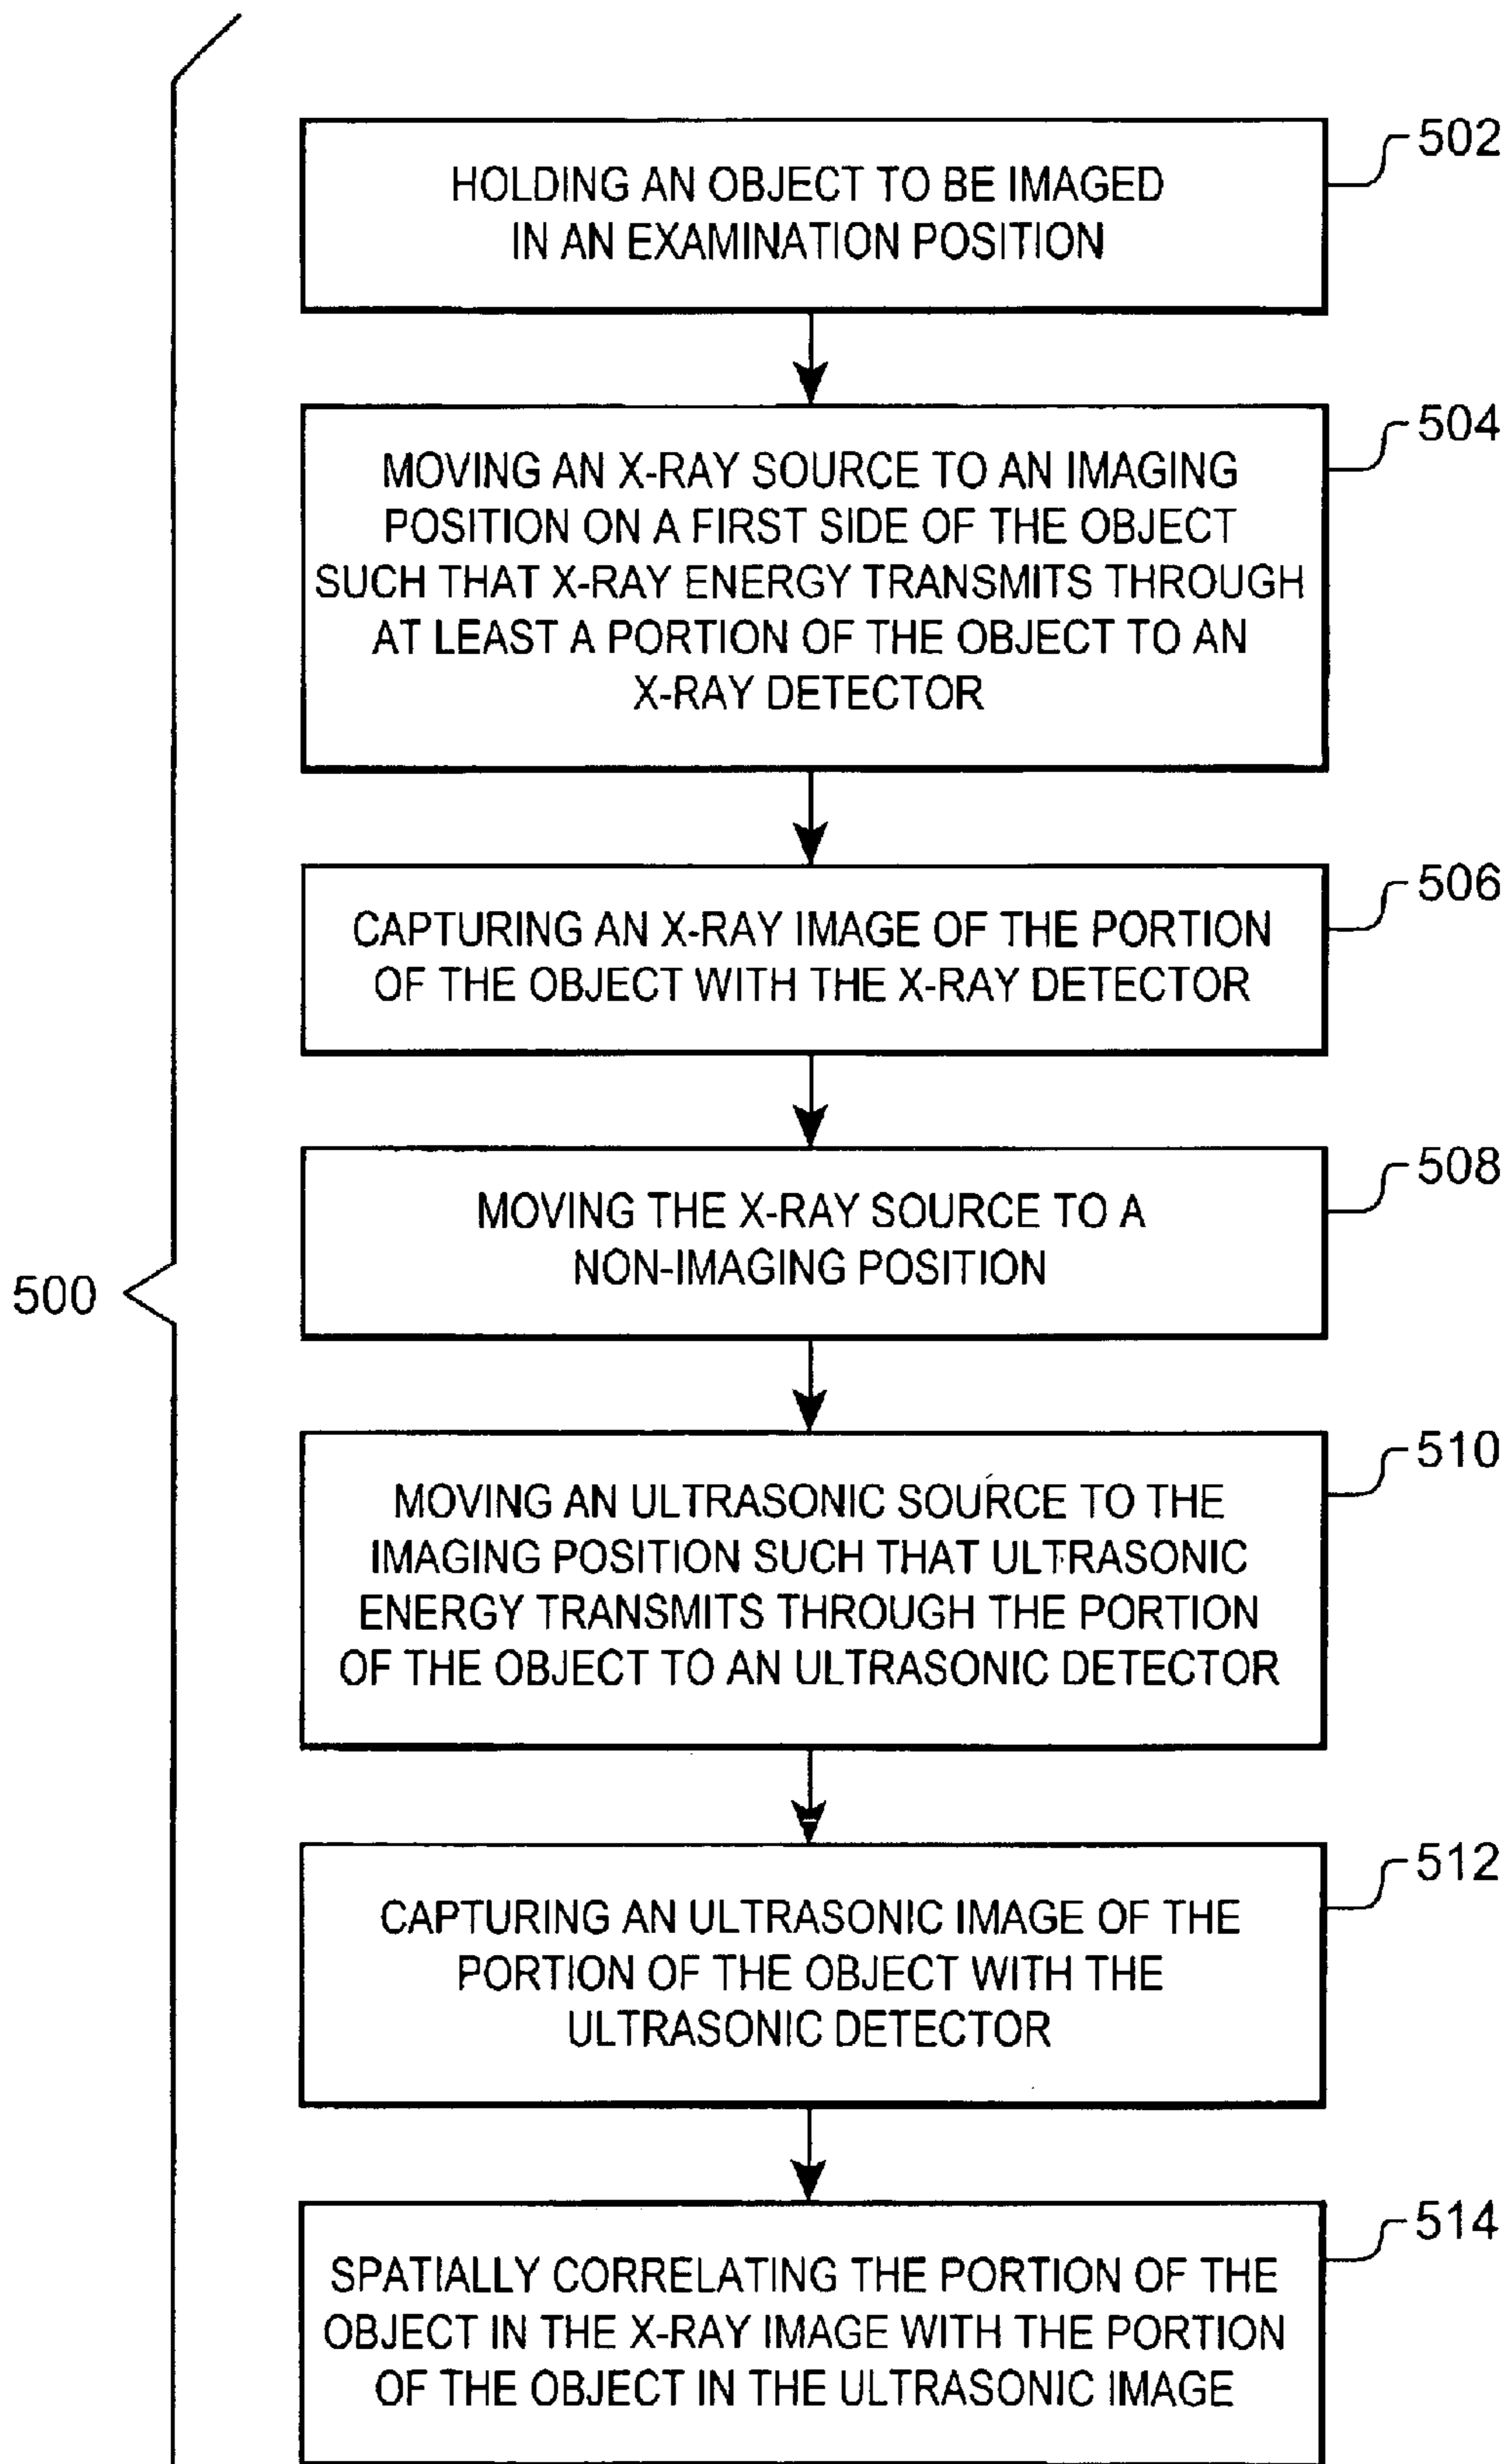 502
HOLDING AN OBJECT TO BE IMAGED
IN AN EXAMINATION POSITION
504
MOVING AN X-RAY SOURCE TO AN IMAGING
POSITION ON A FIRST SIDE OF THE OBJECT
SUCH THAT X-RAY ENERGY TRANSMITS THROUGH
AT LEAST A PORTION OF THE OBJECT TO AN
X-RAY DETECTOR
506
CAPTURING AN X-RAY IMAGE OF THE PORTION
OF THE OBJECT WITH THE X-RAY DETECTOR
508
MOVING THE X-RAY SOURCE TO A
NON-IMAGING POSITION
500
510
MOVING AN ULTRASONIC SOURCE TO THE
IMAGING POSITION SUCH THAT ULTRASONIC
ENERGY TRANSMITS THROUGH THE PORTION
OF THE OBJECT TO AN ULTRASONIC DETECTOR
512
CAPTURING AN ULTRASONIC IMAGE OF THE
PORTION OF THE OBJECT WITH THE
ULTRASONIC DETECTOR
514
SPATIALLY CORRELATING THE PORTION OF THE
OBJECT IN THE X-RAY IMAGE WITH THE PORTION
OF THE OBJECT IN THE ULTRASONIC IMAGE